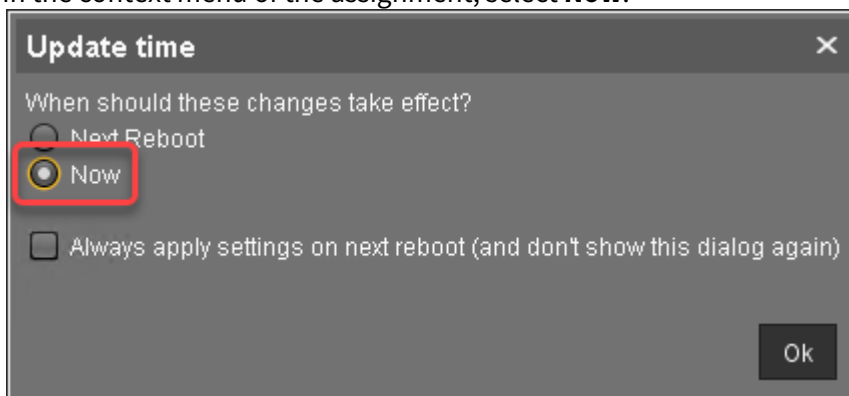 in the context menu of the assignment, select Now.
Update time
When should these changes take effect?
Next Reboot
Now
Always apply settings on next reboot (and don't show this dialog again)
Ok